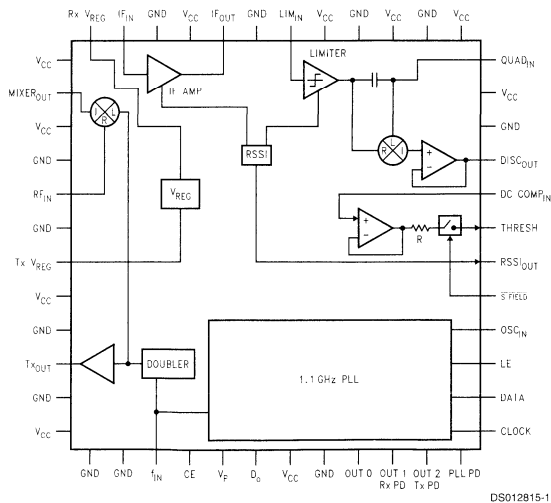 Rx VREG IFIN GND VCC IFOUT GND LIMIN VCC GND VCC GND VCC
VCC
MIXEROUT
VCC
GND
RFIN
GND
Tx VREG
VCC
GND
TxOUT
GND
VCC
IF AMP
LIMITER
I L R
RSSI
VREG
R L I
+
−
+
−
R
DOUBLER
1.1 GHz PLL
QUADIN
VCC
GND
DISCOUT
DC COMPIN
THRESH
RSSIOUT
S FIELD
OSCIN
LE
DATA
CLOCK
GND GND fIN CE VP Do VCC GND OUT 0 OUT 1 OUT 2 PLL PD
Rx PD Tx PD
DS012815-1